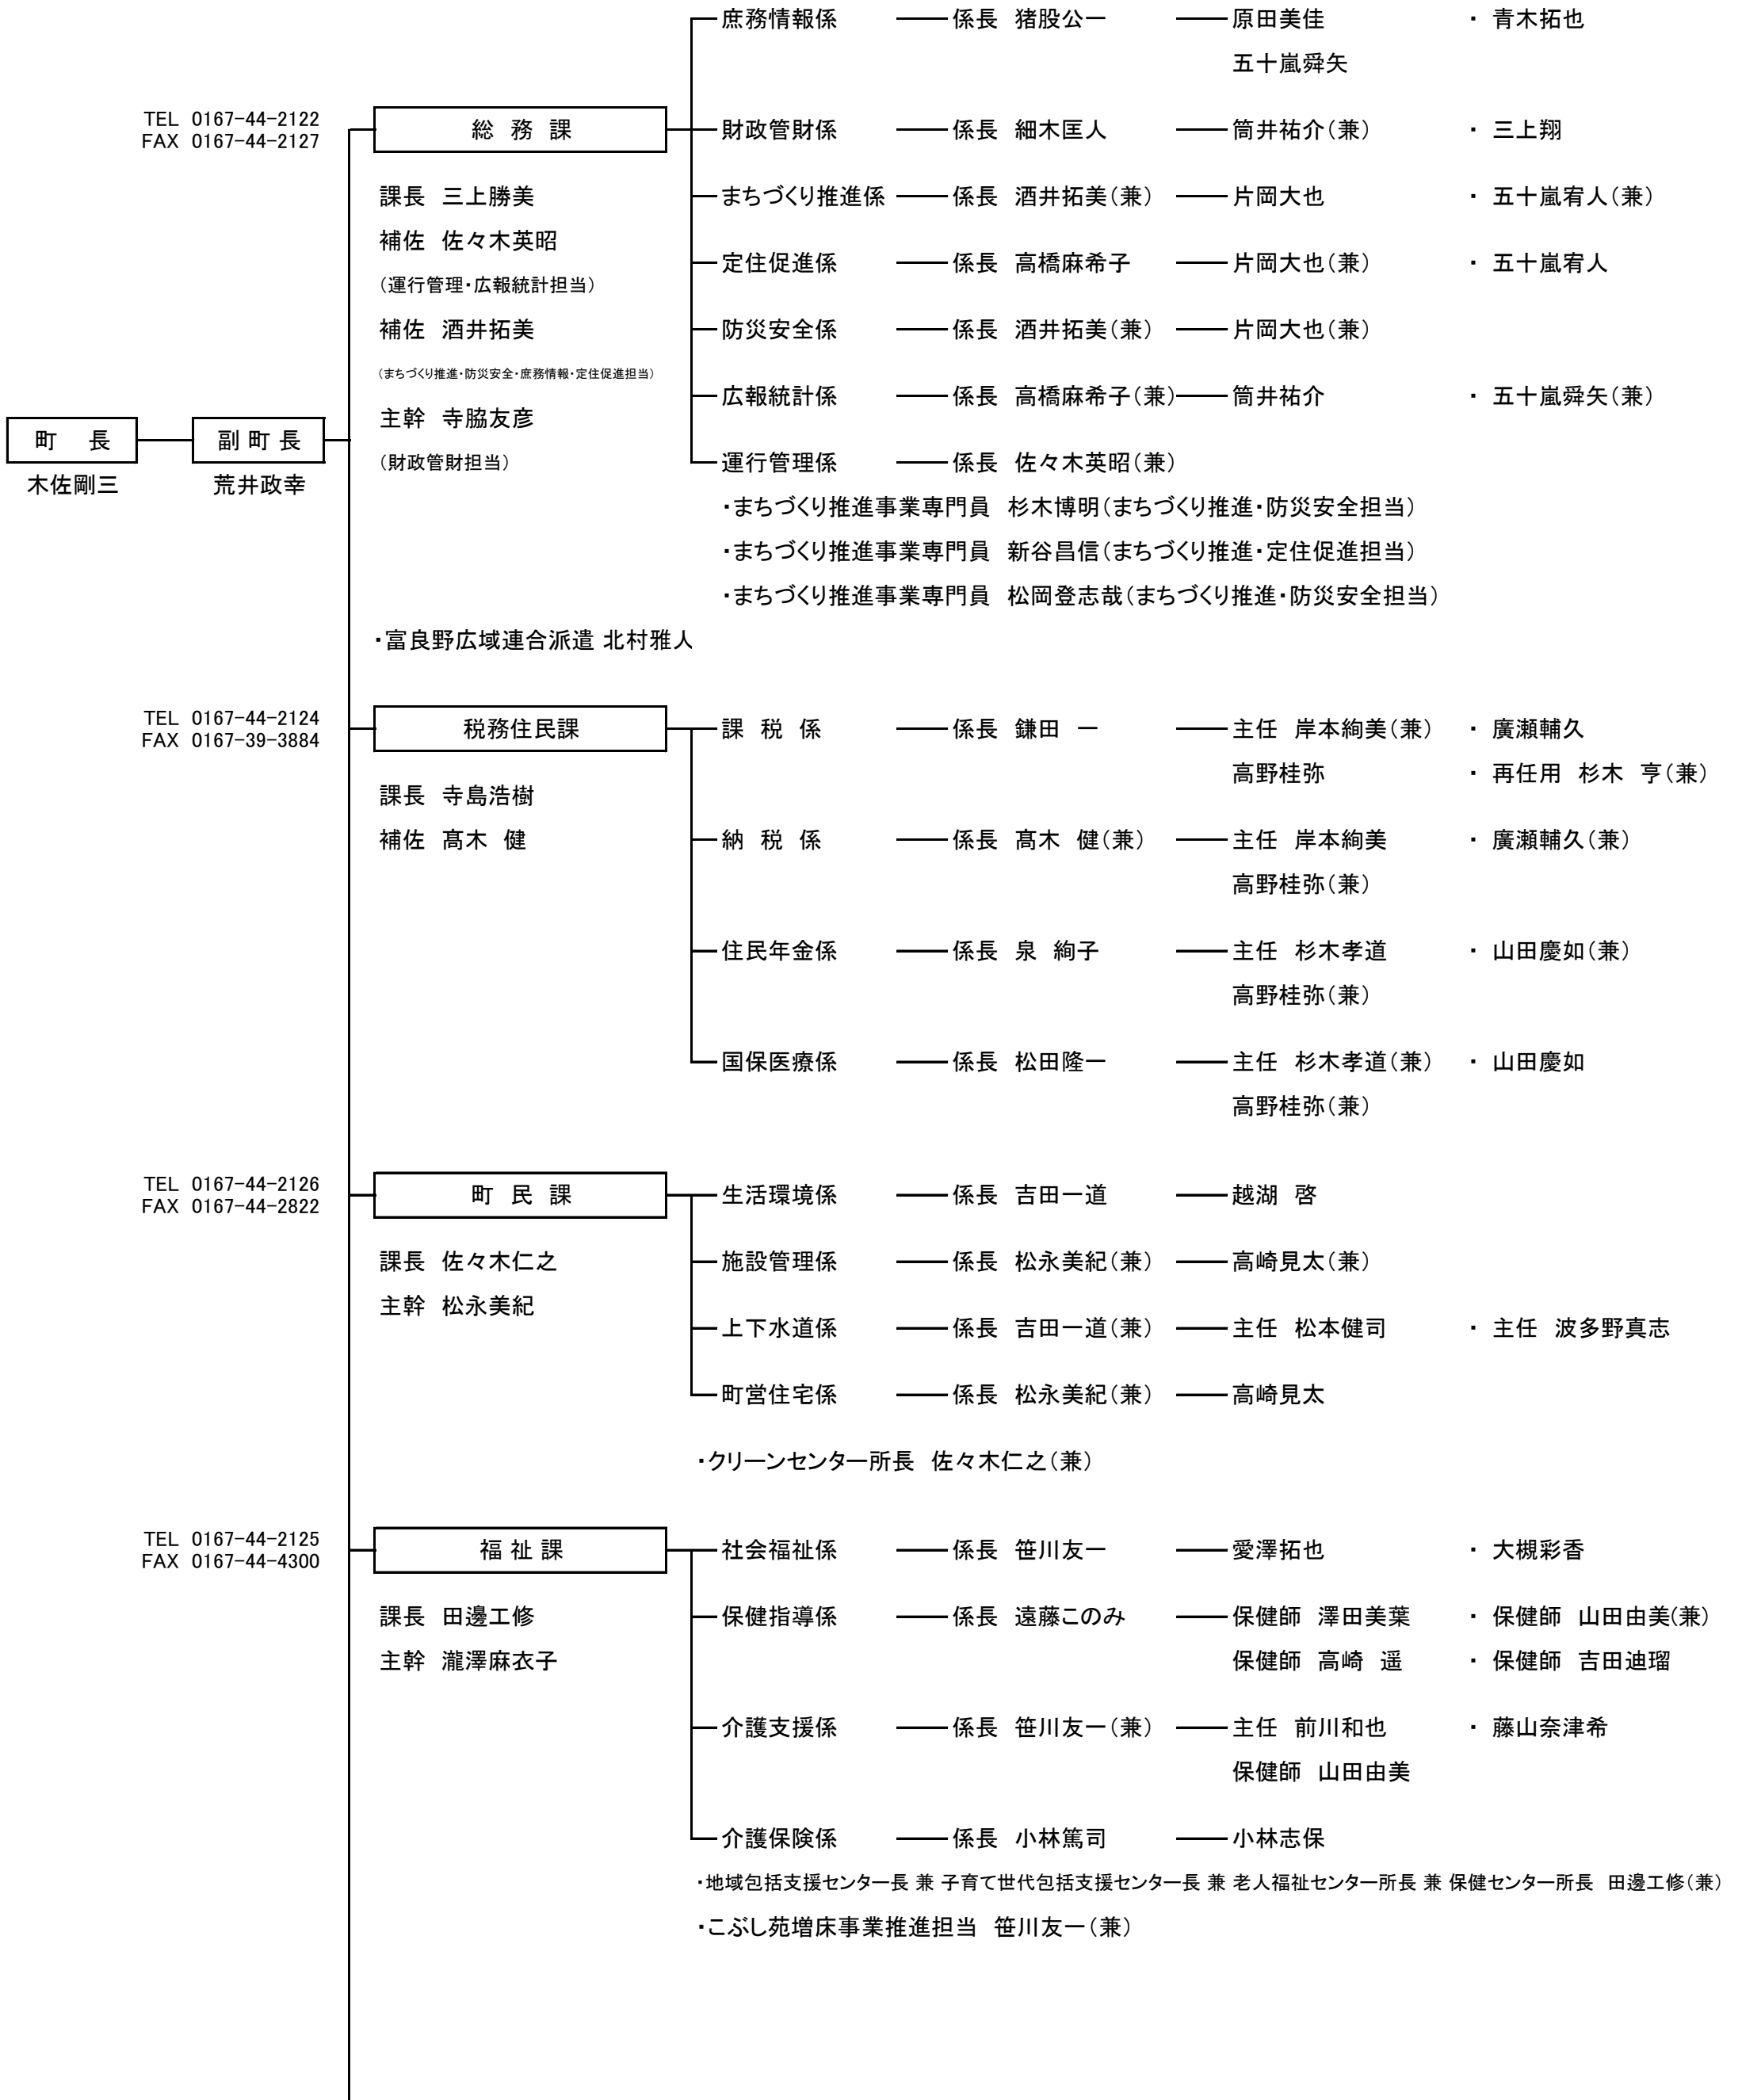 庶務情報係 係長 猪股公一 原田美佳 ・ 青木拓也
五十嵐舜矢
TEL 0167-44-2122
FAX 0167-44-2127
総 務 課 財政管財係 係長 細木匡人 筒井祐介(兼) ・ 三上翔
課長 三上勝美 まちづくり推進係 係長 酒井拓美(兼) 片岡大也 ・ 五十嵐宥人(兼)
補佐 佐々木英昭
定住促進係 係長 高橋麻希子 片岡大也(兼) ・ 五十嵐宥人
(運行管理・広報統計担当)
補佐 酒井拓美 防災安全係 係長 酒井拓美(兼) 片岡大也(兼)
(まちづくり推進・防災安全・庶務情報・定住促進担当)
広報統計係 係長 高橋麻希子(兼) 筒井祐介 ・ 五十嵐舜矢(兼)
主幹 寺脇友彦
町 長 副 町 長
(財政管財担当) 運行管理係 係長 佐々木英昭(兼)
木佐剛三 荒井政幸
・まちづくり推進事業専門員 杉木博明(まちづくり推進・防災安全担当)
・まちづくり推進事業専門員 新谷昌信(まちづくり推進・定住促進担当)
・まちづくり推進事業専門員 松岡登志哉(まちづくり推進・防災安全担当)
・富良野広域連合派遣 北村雅人
TEL 0167-44-2124
FAX 0167-39-3884
税務住民課 課 税 係 係長 鎌田 一 主任 岸本絢美(兼) ・ 廣瀬輔久
高野桂弥 ・ 再任用 杉木 亨(兼)
課長 寺島浩樹
補佐 髙木 健 納 税 係 係長 髙木 健(兼) 主任 岸本絢美 ・ 廣瀬輔久(兼)
高野桂弥(兼)
住民年金係 係長 泉 絢子 主任 杉木孝道 ・ 山田慶如(兼)
高野桂弥(兼)
国保医療係 係長 松田隆一 主任 杉木孝道(兼) ・ 山田慶如
高野桂弥(兼)
TEL 0167-44-2126
FAX 0167-44-2822
町 民 課 生活環境係 係長 吉田一道 越湖 啓
課長 佐々木仁之 施設管理係 係長 松永美紀(兼) 高崎見太(兼)
主幹 松永美紀
上下水道係 係長 吉田一道(兼) 主任 松本健司 ・ 主任 波多野真志
町営住宅係 係長 松永美紀(兼) 高崎見太
・クリーンセンター所長 佐々木仁之(兼)
TEL 0167-44-2125
FAX 0167-44-4300
福 祉 課 社会福祉係 係長 笹川友一 愛澤拓也 ・ 大槻彩香
課長 田邊工修 保健指導係 係長 遠藤このみ 保健師 澤田美葉 ・ 保健師 山田由美(兼)
主幹 瀧澤麻衣子 保健師 高崎 遥 ・ 保健師 吉田迪瑠
介護支援係 係長 笹川友一(兼) 主任 前川和也 ・ 藤山奈津希
保健師 山田由美
介護保険係 係長 小林篤司 小林志保
・地域包括支援センター長 兼 子育て世代包括支援センター長 兼 老人福祉センター所長 兼 保健センター所長 田邊工修(兼)
・こぶし苑増床事業推進担当 笹川友一(兼)